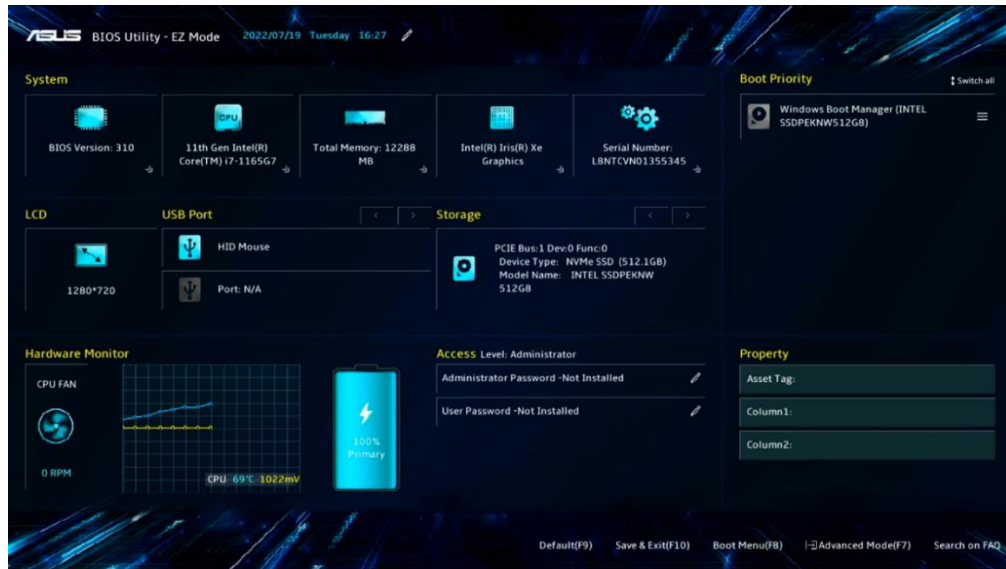 ASUS BIOS Utility - EZ Mode 2022/07/19 Tuesday 16:27
System
BIOS Version: 310
11th Gen Intel(R)
Core(TM) i7-1165G7
Total Memory: 12288
MB
Intel(R) Iris(R) Xe
Graphics
Serial Number:
L8NTCVN01355345
Boot Priority
Switch all
Windows Boot Manager (INTEL
SSDPEKNW512G8)
LCD
1280*720
USB Port
HID Mouse
Port: N/A
Storage
PCIE Bus:1 Dev:0 Func:0
Device Type: NVMe SSD (512.1GB)
Model Name: INTEL SSDPEKNW
512G8
Hardware Monitor
CPU FAN
0 RPM
CPU 69°C 1022mV
100%
Primary
Access Level: Administrator
Administrator Password -Not Installed
User Password -Not Installed
Property
Asset Tag:
Column1:
Column2:
Default(F9) Save & Exit(F10) Boot Menu(F8) Advanced Mode(F7) Search on FAQ